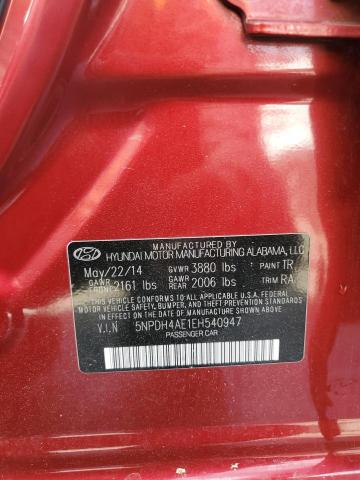 MANUFACTURED BY
HYUNDAI MOTOR MANUFACTURING ALABAMA, LLC
May/22/14 GVWR 3880 lbs PAINT TR
GAWR FRONT 2161 lbs GAWR REAR 2006 lbs TRIM RA
THIS VEHICLE CONFORMS TO ALL APPLICABLE U.S.A. FEDERAL
MOTOR VEHICLE SAFETY, BUMPER, AND THEFT PREVENTION STANDARDS
IN EFFECT ON THE DATE OF MANUFACTURE SHOWN ABOVE.
V.I.N 5NPDH4AE1EH540947
PASSENGER CAR